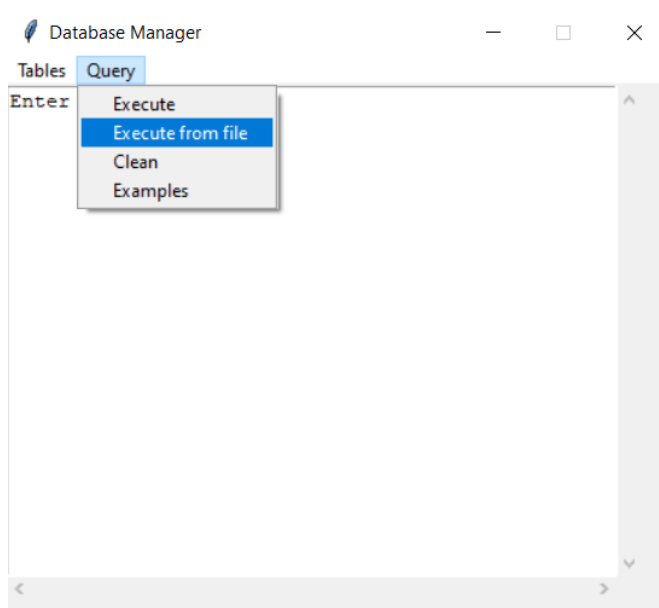 Database Manager
Tables Query
Enter
Execute
Execute from file
Clean
Examples